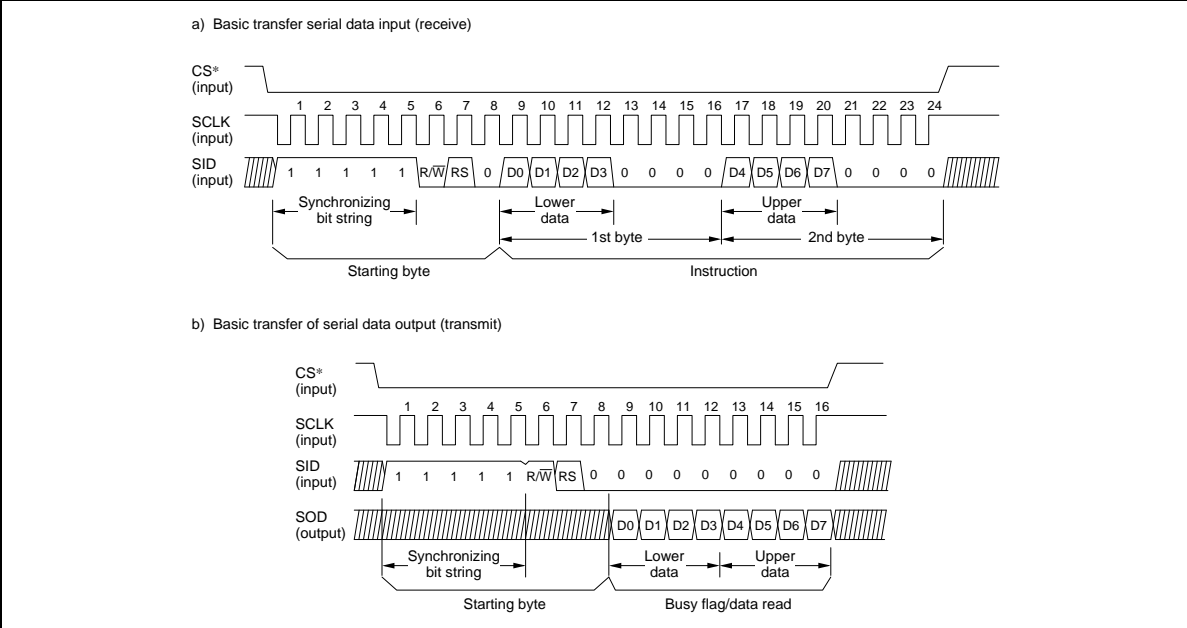 a) Basic transfer serial data input (receive)
CS*
(input)
1 2 3 4 5 6 7 8 9 10 11 12 13 14 15 16 17 18 19 20 21 22 23 24
SCLK
(input)
SID
(input)
1 1 1 1 1 R/W̅ RS 0 D0 D1 D2 D3 0 0 0 0 D4 D5 D6 D7 0 0 0 0
Synchronizing
bit string
Lower
data
Upper
data
1st byte
2nd byte
Starting byte
Instruction
b) Basic transfer of serial data output (transmit)
CS*
(input)
1 2 3 4 5 6 7 8 9 10 11 12 13 14 15 16
SCLK
(input)
SID
(input)
1 1 1 1 1 R/W̅ RS 0 0 0 0 0 0 0 0 0
SOD
(output)
D0 D1 D2 D3 D4 D5 D6 D7
Synchronizing
bit string
Lower
data
Upper
data
Starting byte
Busy flag/data read